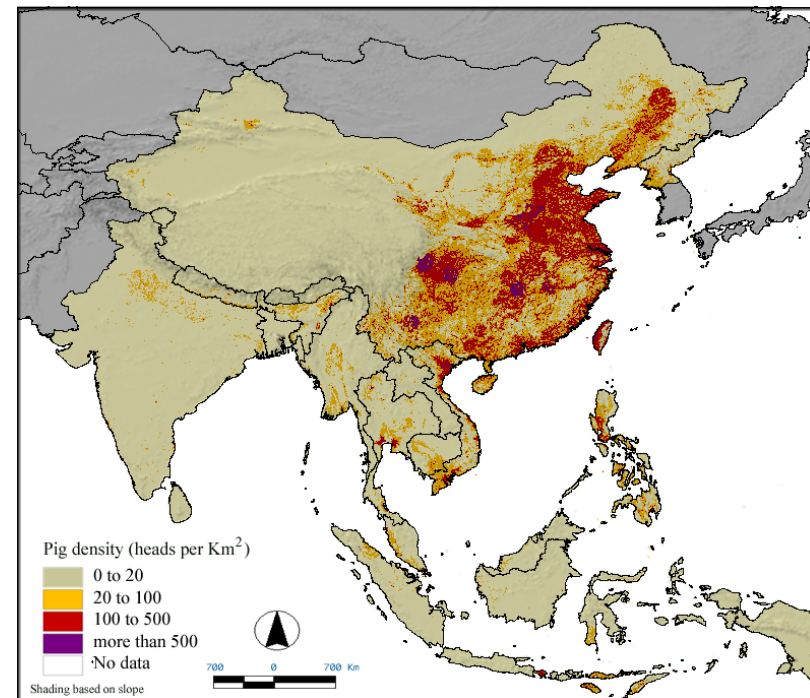 Pig density (heads per Km²)
0 to 20
20 to 100
100 to 500
more than 500
No data
700 0 700 Km
Shading based on slope